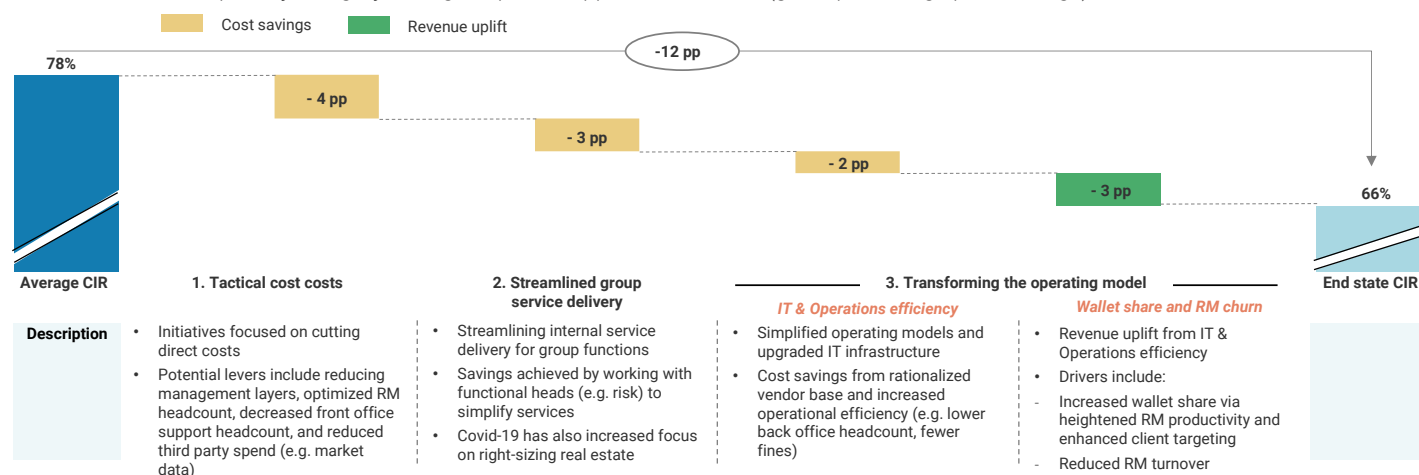 Cost savings
Revenue uplift
-12 pp
78%
- 4 pp
- 3 pp
- 2 pp
- 3 pp
66%
Average CIR
1. Tactical cost costs
2. Streamlined group
service delivery
3. Transforming the operating model
End state CIR
IT & Operations efficiency
Wallet share and RM churn
Description
• Initiatives focused on cutting
direct costs
• Potential levers include reducing
management layers, optimized RM
headcount, decreased front office
support headcount, and reduced
third party spend (e.g. market
data)
• Streamlining internal service
delivery for group functions
• Savings achieved by working with
functional heads (e.g. risk) to
simplify services
• Covid-19 has also increased focus
on right-sizing real estate
• Simplified operating models and
upgraded IT infrastructure
• Cost savings from rationalized
vendor base and increased
operational efficiency (e.g. lower
back office headcount, fewer
fines)
• Revenue uplift from IT &
Operations efficiency
• Drivers include:
- Increased wallet share via
heightened RM productivity and
enhanced client targeting
- Reduced RM turnover